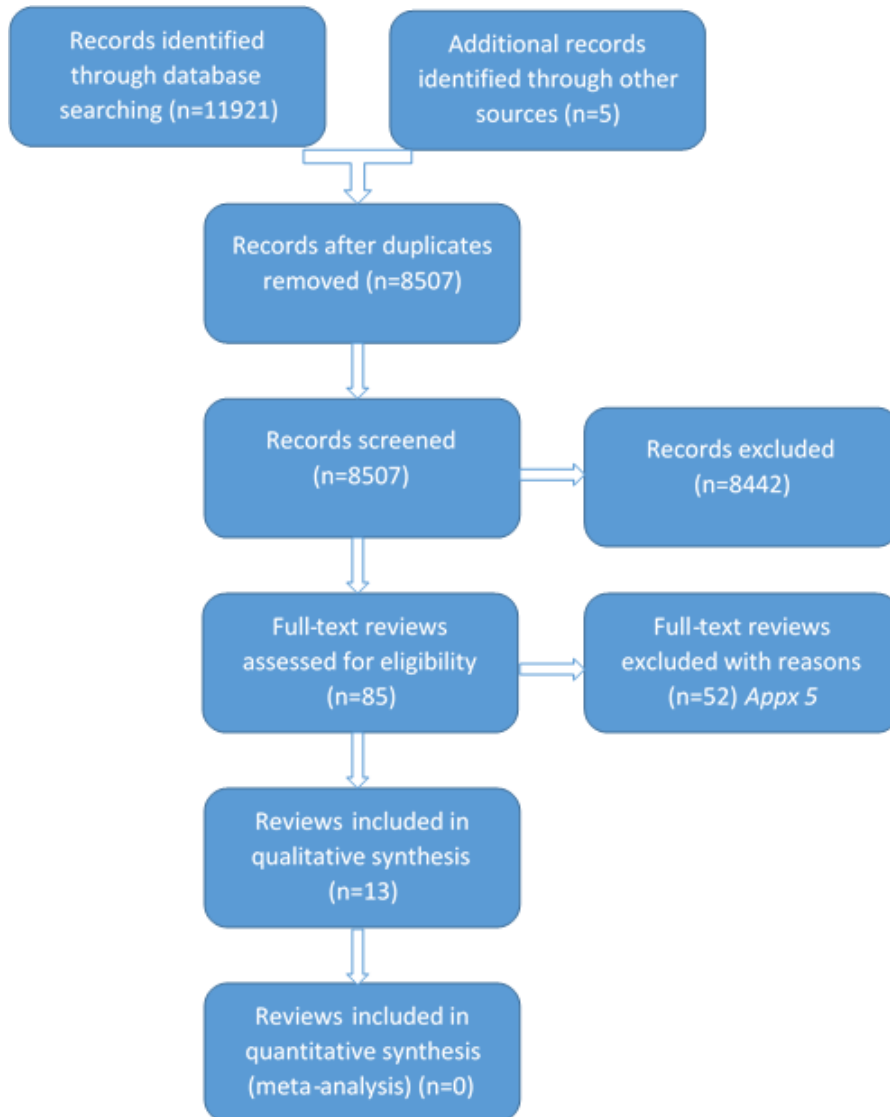 Records identified
through database
searching (n=11921)
Additional records
identified through other
sources (n=5)
Records after duplicates
removed (n=8507)
Records screened
(n=8507)
Records excluded
(n=8442)
Full-text reviews
assessed for eligibility
(n=85)
Full-text reviews
excluded with reasons
(n=52) Appx 5
Reviews included in
qualitative synthesis
(n=13)
Reviews included in
quantitative synthesis
(meta-analysis) (n=0)